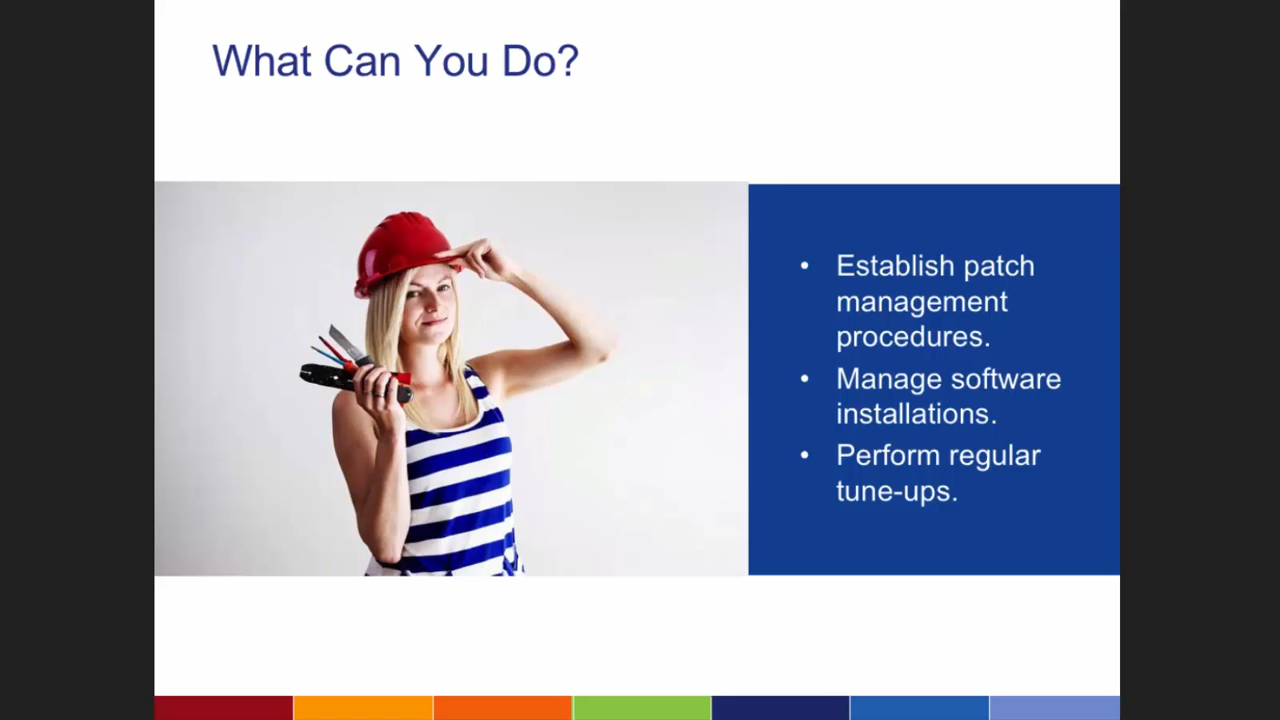 What Can You Do?
• Establish patch
management
procedures.
• Manage software
installations.
• Perform regular
tune-ups.